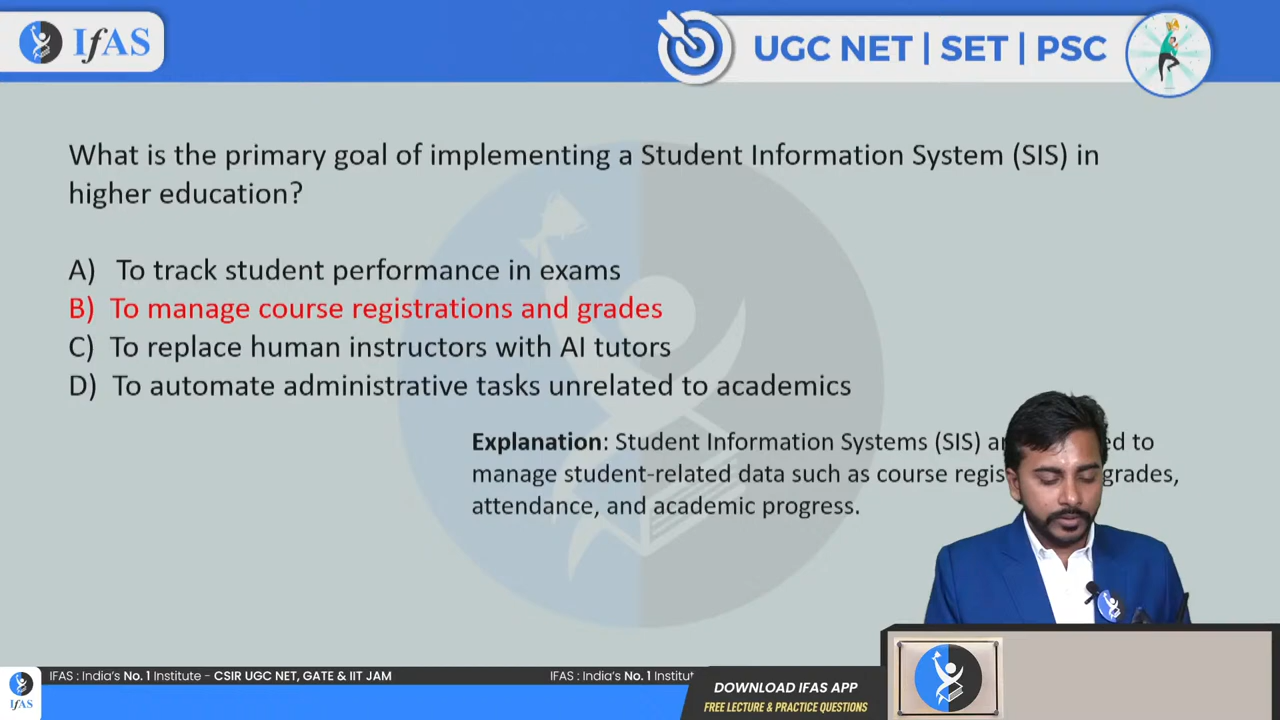 IfAS
UGC NET | SET | PSC
What is the primary goal of implementing a Student Information System (SIS) in
higher education?
A) To track student performance in exams
B) To manage course registrations and grades
C) To replace human instructors with AI tutors
D) To automate administrative tasks unrelated to academics
Explanation: Student Information Systems (SIS) to
manage student-related data such as course grades,
attendance, and academic progress.
IFAS : India's No. 1 Institute - CSIR UGC NET, GATE & IIT JAM
IFAS : India's No. 1
DOWNLOAD IFAS APP
FREE LECTURE & PRACTICE QUESTIONS
IfAS